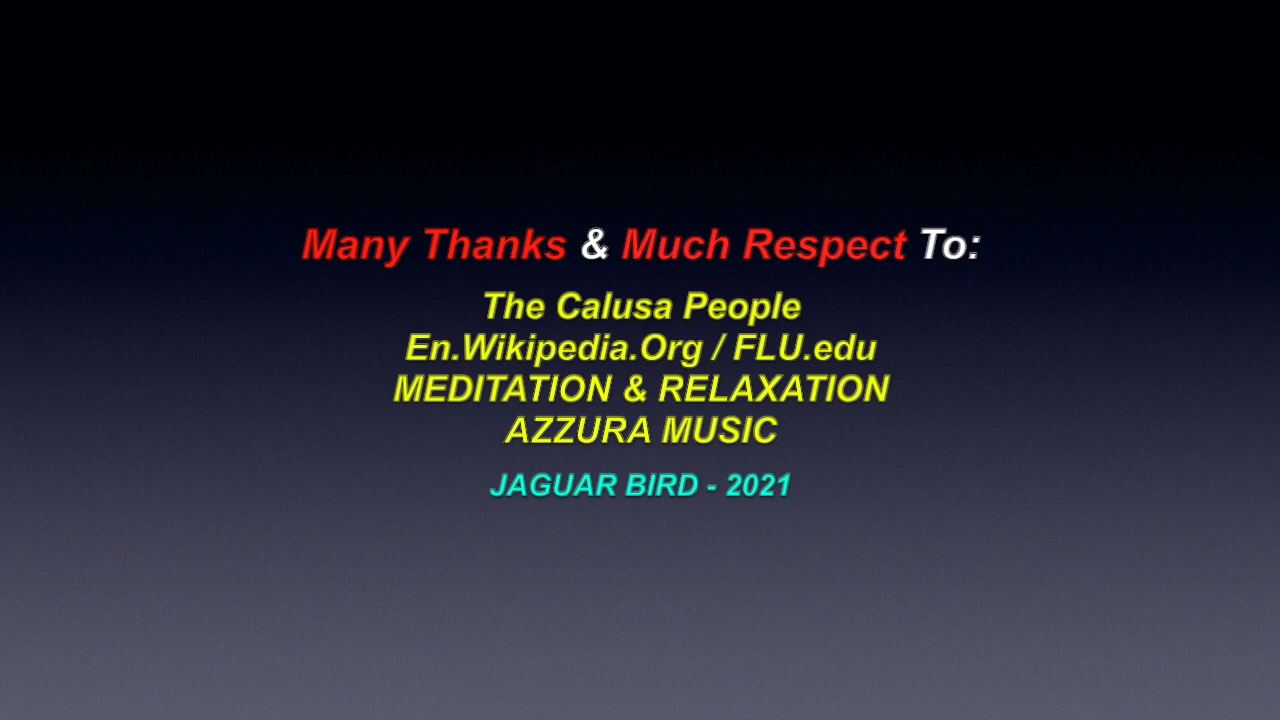 Many Thanks & Much Respect To:
The Calusa People
En.Wikipedia.Org / FLU.edu
MEDITATION & RELAXATION
AZZURA MUSIC
JAGUAR BIRD - 2021